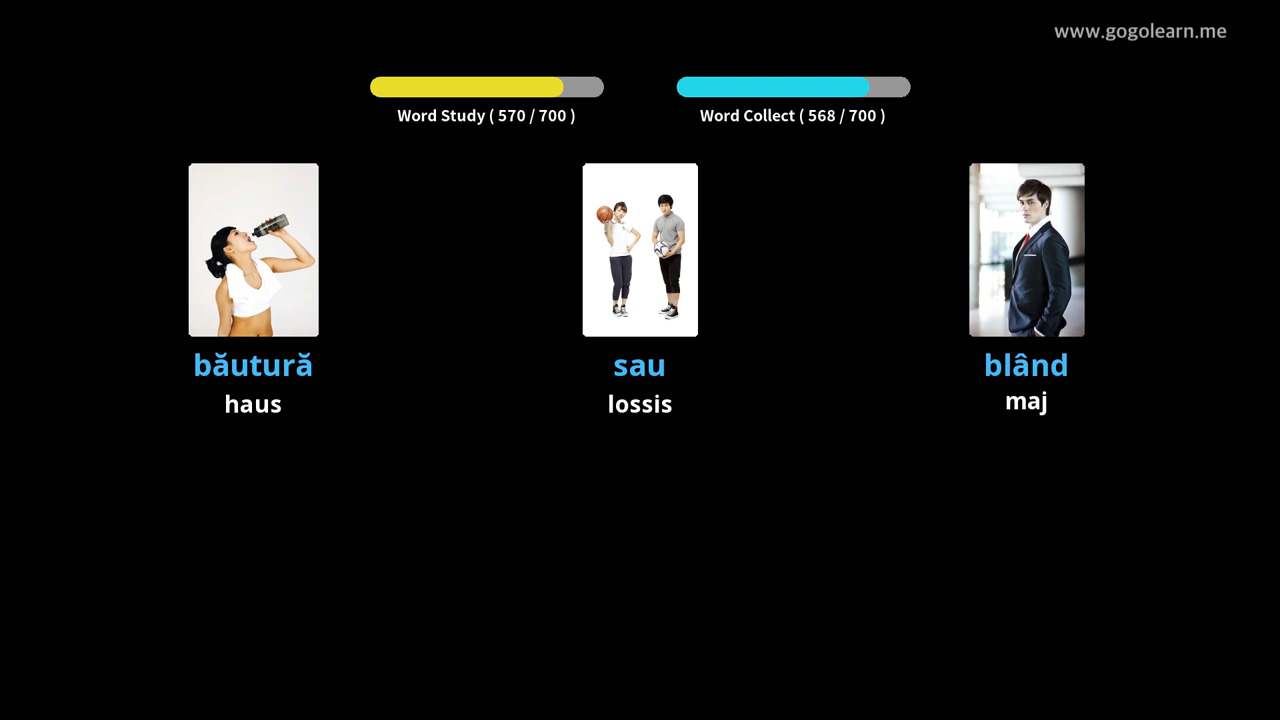 www.gogolearn.me
Word Study ( 570 / 700 )
Word Collect ( 568 / 700 )
băutură
haus
sau
lossis
blând
maj